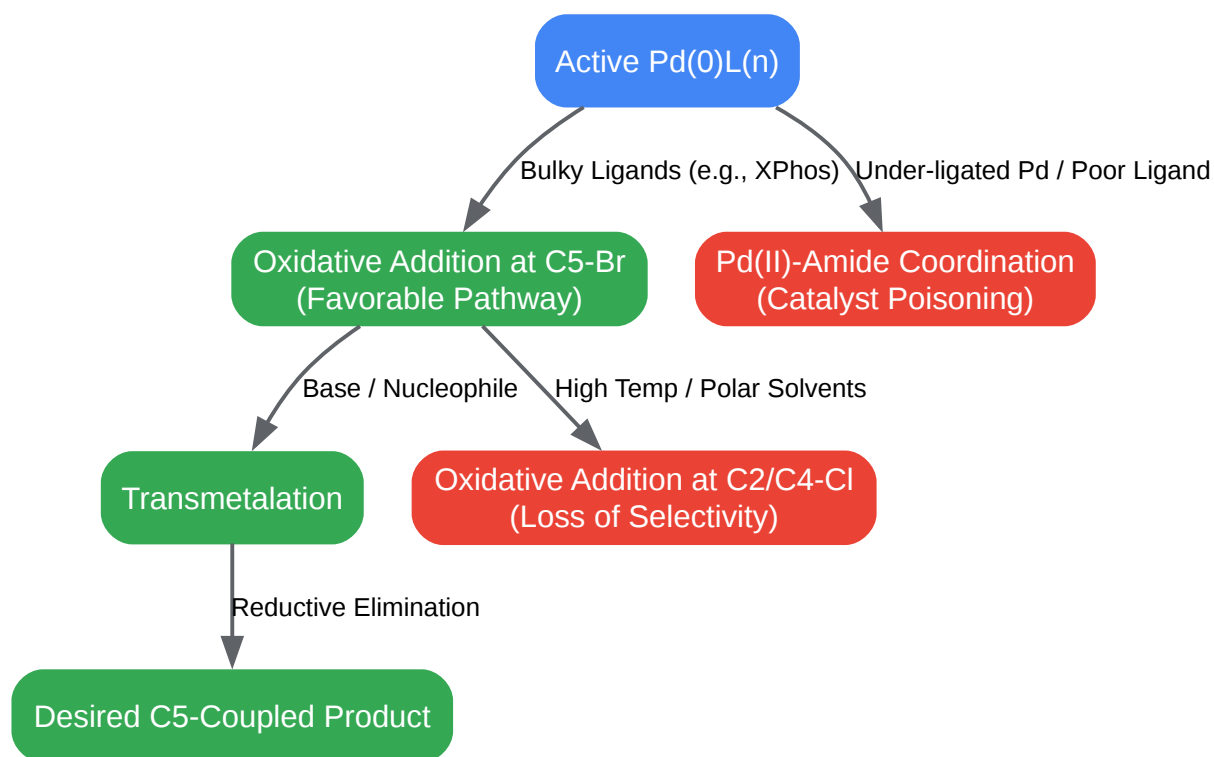 Active Pd(0)L(n)
Bulky Ligands (e.g., XPhos)
Under-ligated Pd / Poor Ligand
Oxidative Addition at C5-Br
(Favorable Pathway)
Pd(II)-Amide Coordination
(Catalyst Poisoning)
Base / Nucleophile
High Temp / Polar Solvents
Transmetalation
Oxidative Addition at C2/C4-Cl
(Loss of Selectivity)
Reductive Elimination
Desired C5-Coupled Product